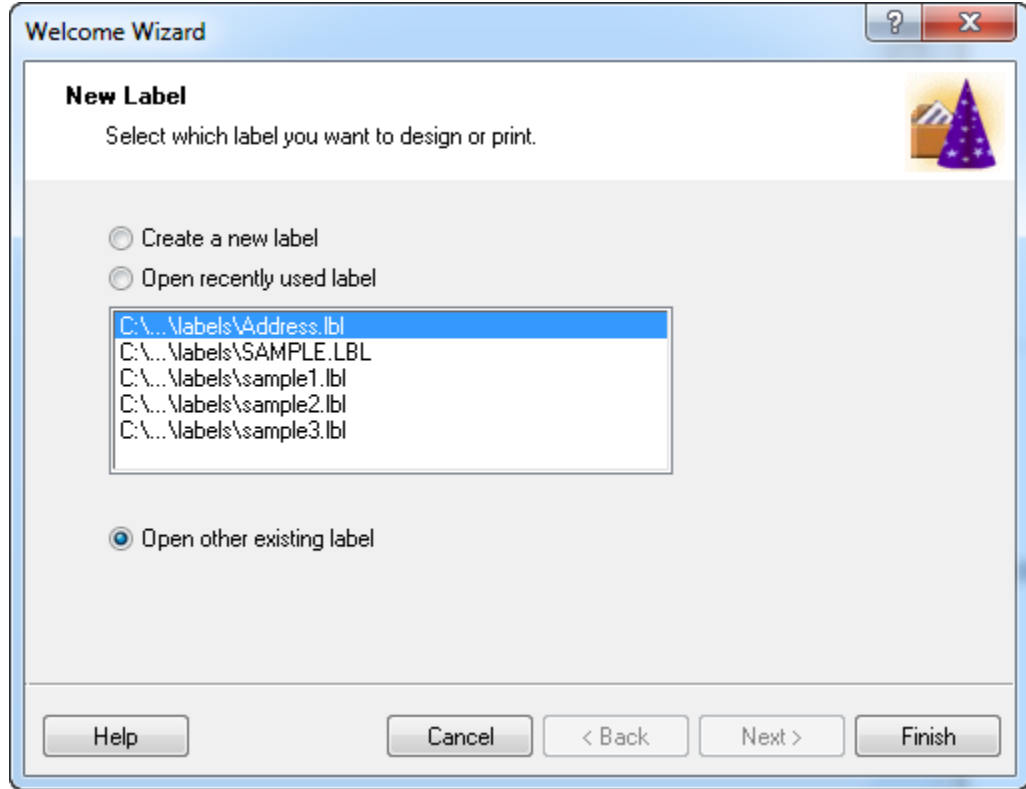 Welcome Wizard
?
New Label
Select which label you want to design or print.
Create a new label
Open recently used label
C:\...\labels\Address.lbl
C:\...\labels\SAMPLE.LBL
C:\...\labels\sample1.lbl
C:\...\labels\sample2.lbl
C:\...\labels\sample3.lbl
Open other existing label
Help Cancel < Back Next > Finish